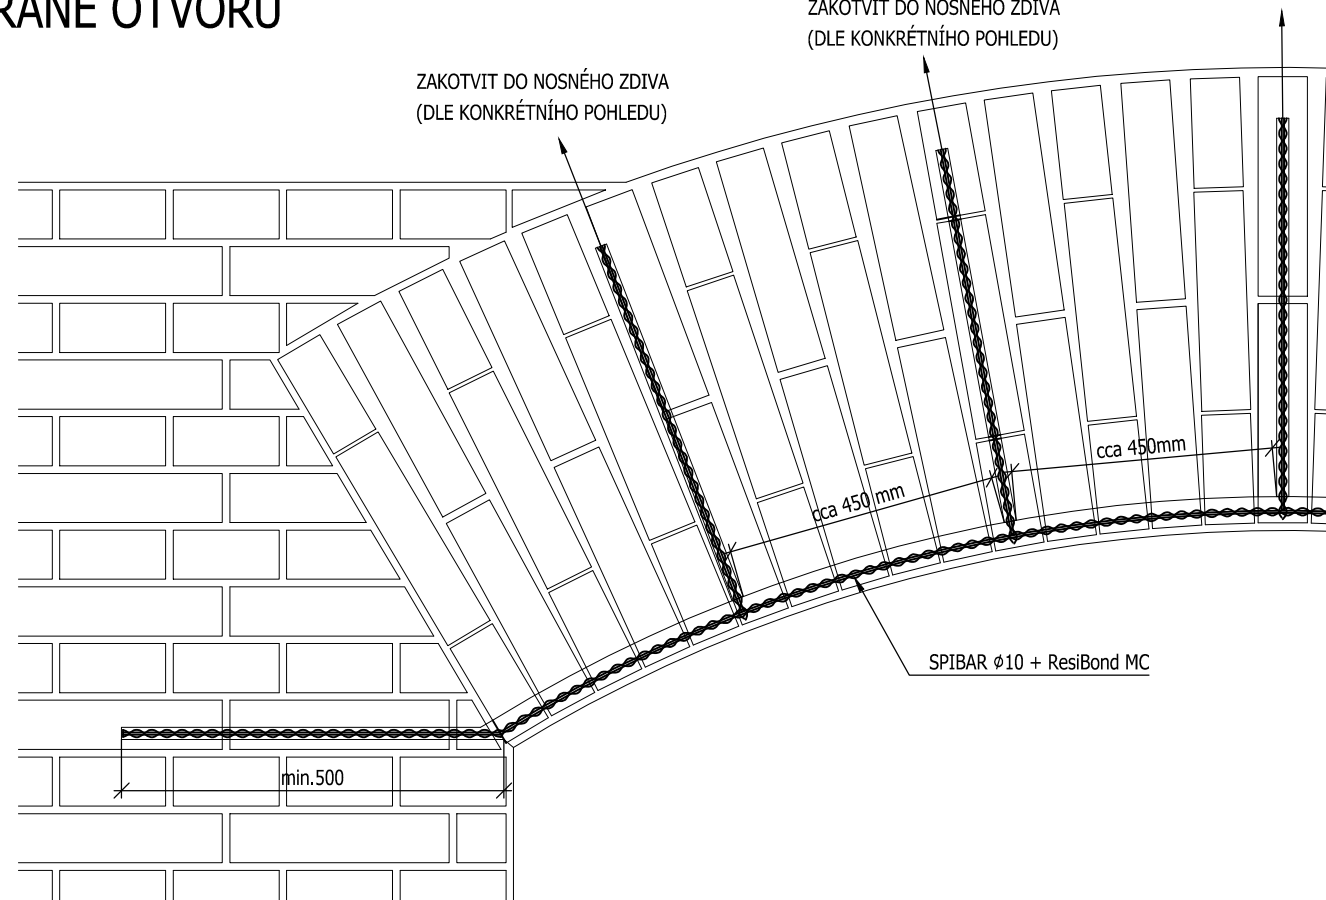 RANĚ OTVORU
ZAKOTVIT DO NOSNÉHO ZDIVA
(DLE KONKRÉTNÍHO POHLEDU)
ZAKOTVIT DO NOSNÉHO ZDIVA
(DLE KONKRÉTNÍHO POHLEDU)
cca 450mm
cca 450 mm
SPIBAR ϕ10 + ResiBond MC
min.500